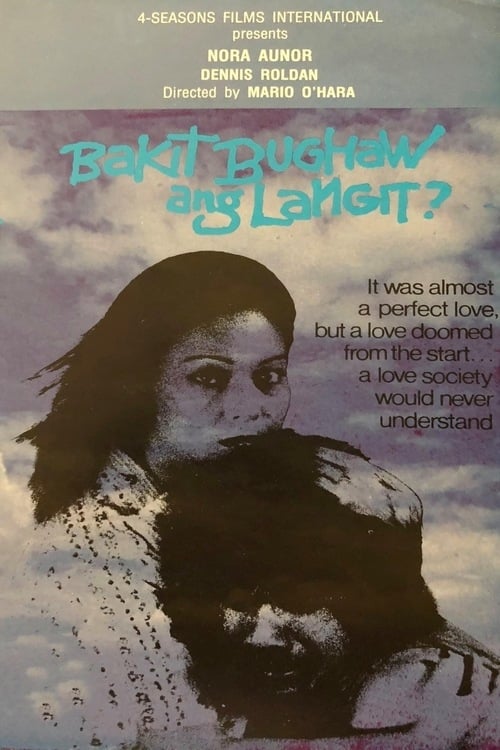 4-SEASONS FILMS INTERNATIONAL
presents
NORA AUNOR
DENNIS ROLDAN
Directed by MARIO O'HARA
BAKIT BUGHAW
ang LANGIT?
It was almost
a perfect love,
but a love doomed
from the start...
a love society
would never
understand